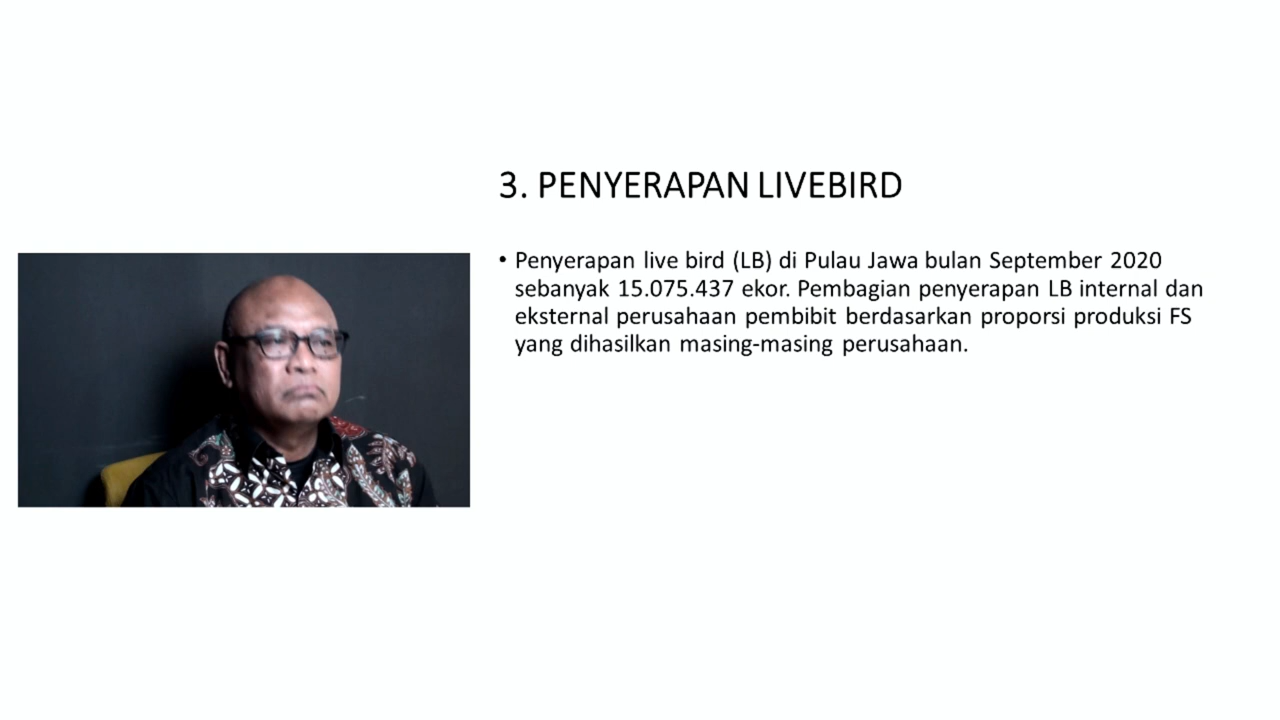 3. PENYERAPAN LIVEBIRD
• Penyerapan live bird (LB) di Pulau Jawa bulan September 2020
sebanyak 15.075.437 ekor. Pembagian penyerapan LB internal dan
eksternal perusahaan pembibit berdasarkan proporsi produksi FS
yang dihasilkan masing-masing perusahaan.